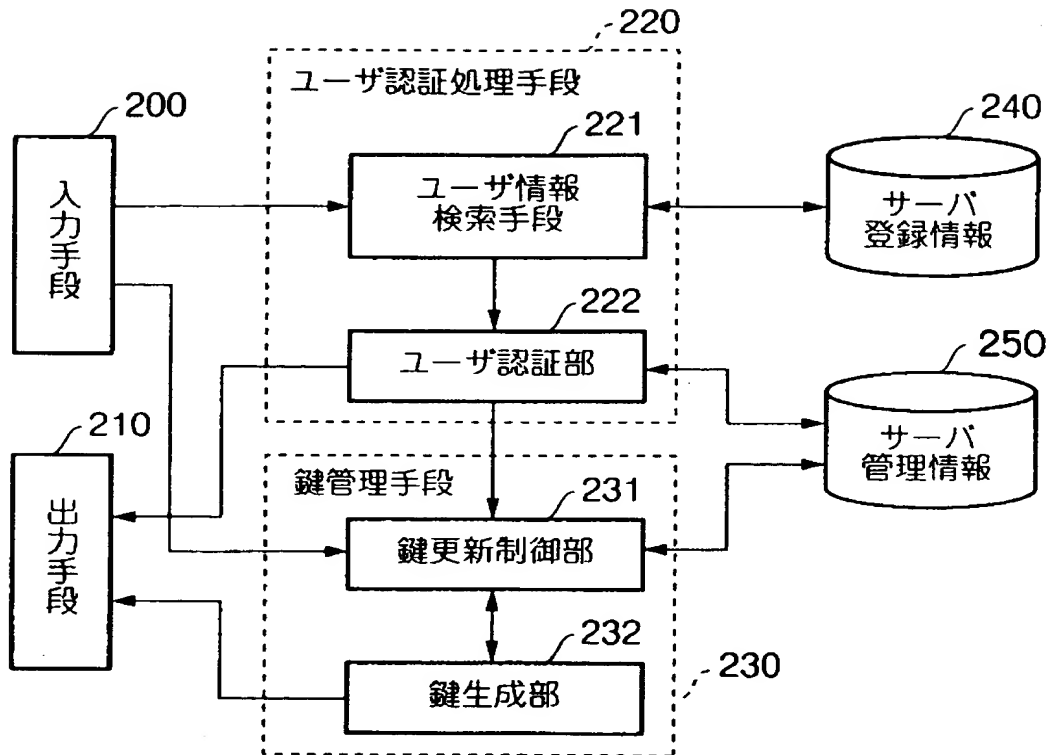 220
ユーザ認証処理手段
200
入力手段
221
ユーザ情報
検索手段
240
サーバ
登録情報
222
ユーザ認証部
250
サーバ
管理情報
210
出力手段
鍵管理手段
231
鍵更新制御部
232
鍵生成部
230